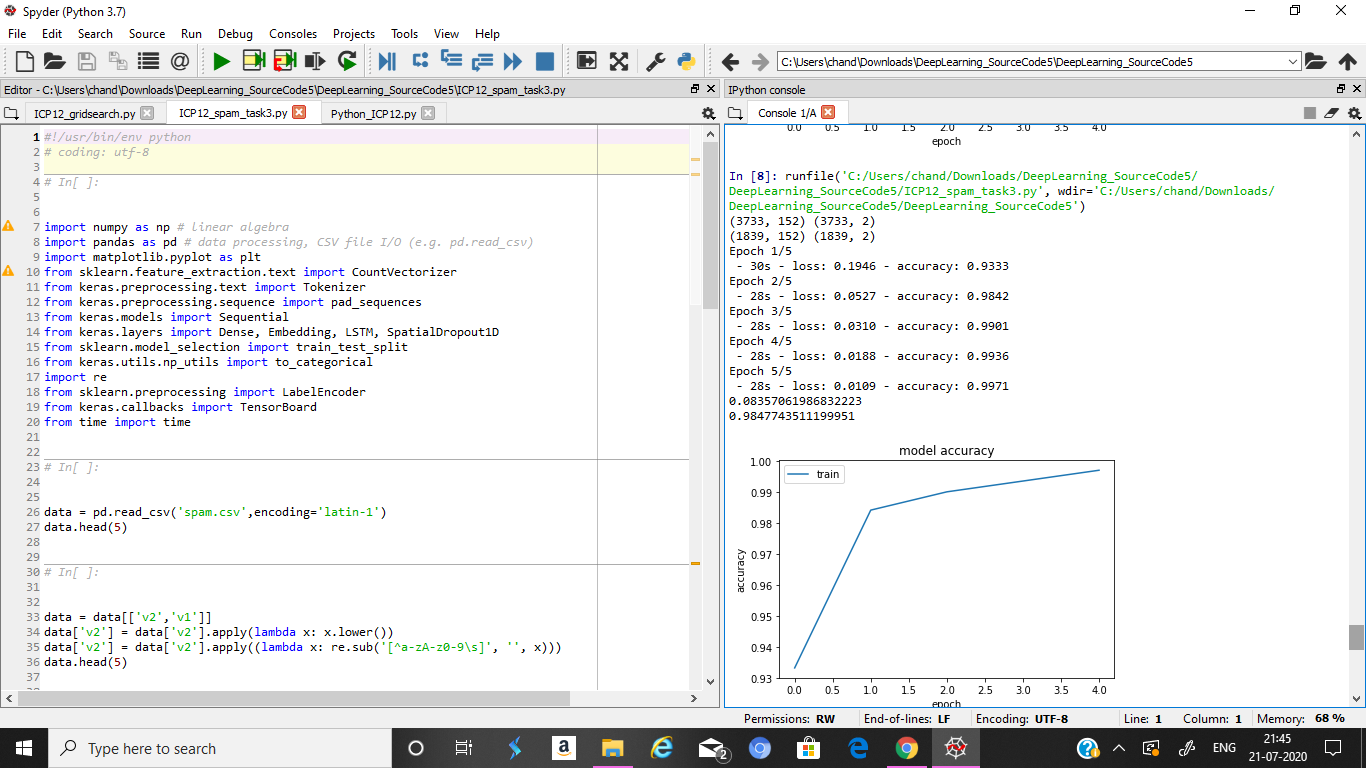 Spyder (Python 3.7)
File Edit Search Source Run Debug Consoles Projects Tools View Help
C:\Users\chand\Downloads\DeepLearning_SourceCode5\DeepLearning_SourceCode5
Editor - C:\Users\chand\Downloads\DeepLearning_SourceCode5\DeepLearning_SourceCode5\ICP12_spam_task3.py
ICP12_gridsearch.py ICP12_spam_task3.py Python_ICP12.py
1 #!/usr/bin/env python
2 # coding: utf-8
3
4 # In[ ]:
5
6
7 import numpy as np # linear algebra
8 import pandas as pd # data processing, CSV file I/O (e.g. pd.read_csv)
9 import matplotlib.pyplot as plt
10 from sklearn.feature_extraction.text import CountVectorizer
11 from keras.preprocessing.text import Tokenizer
12 from keras.preprocessing.sequence import pad_sequences
13 from keras.models import Sequential
14 from keras.layers import Dense, Embedding, LSTM, SpatialDropout1D
15 from sklearn.model_selection import train_test_split
16 from keras.utils.np_utils import to_categorical
17 import re
18 from sklearn.preprocessing import LabelEncoder
19 from keras.callbacks import TensorBoard
20 from time import time
21
22
23 # In[ ]:
24
25
26 data = pd.read_csv('spam.csv',encoding='latin-1')
27 data.head(5)
28
29
30 # In[ ]:
31
32
33 data = data[['v2','v1']]
34 data['v2'] = data['v2'].apply(lambda x: x.lower())
35 data['v2'] = data['v2'].apply((lambda x: re.sub('[^a-zA-z0-9\s]', '', x)))
36 data.head(5)
37
38
IPython console
Console 1/A
0.0 0.5 1.0 1.5 2.0 2.5 3.0 3.5 4.0
epoch
In [8]: runfile('C:/Users/chand/Downloads/DeepLearning_SourceCode5/
DeepLearning_SourceCode5/ICP12_spam_task3.py', wdir='C:/Users/chand/Downloads/
DeepLearning_SourceCode5/DeepLearning_SourceCode5')
(3733, 152) (3733, 2)
(1839, 152) (1839, 2)
Epoch 1/5
- 30s - loss: 0.1946 - accuracy: 0.9333
Epoch 2/5
- 28s - loss: 0.0527 - accuracy: 0.9842
Epoch 3/5
- 28s - loss: 0.0310 - accuracy: 0.9901
Epoch 4/5
- 28s - loss: 0.0188 - accuracy: 0.9936
Epoch 5/5
- 28s - loss: 0.0109 - accuracy: 0.9971
0.08357061986832223
0.9847743511199951
model accuracy
train
1.00
0.99
0.98
0.97
0.96
0.95
0.94
0.93
accuracy
0.0 0.5 1.0 1.5 2.0 2.5 3.0 3.5 4.0
epoch
Permissions: RW End-of-lines: LF Encoding: UTF-8 Line: 1 Column: 1 Memory: 68 %
Type here to search
2
ENG
21:45
21-07-2020